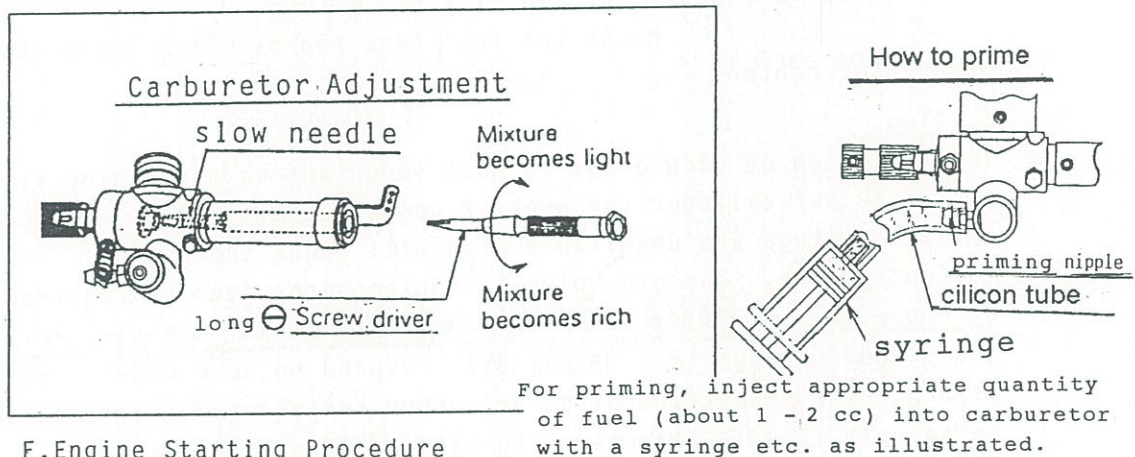 Carburetor Adjustment
slow needle
Mixture
becomes light
Mixture
becomes rich
long ⊖ Screw driver
How to prime
priming nipple
cilicon tube
syringe
For priming, inject appropriate quantity
of fuel (about 1 - 2 cc) into carburetor
with a syringe etc. as illustrated.
F.Engine Starting Procedure